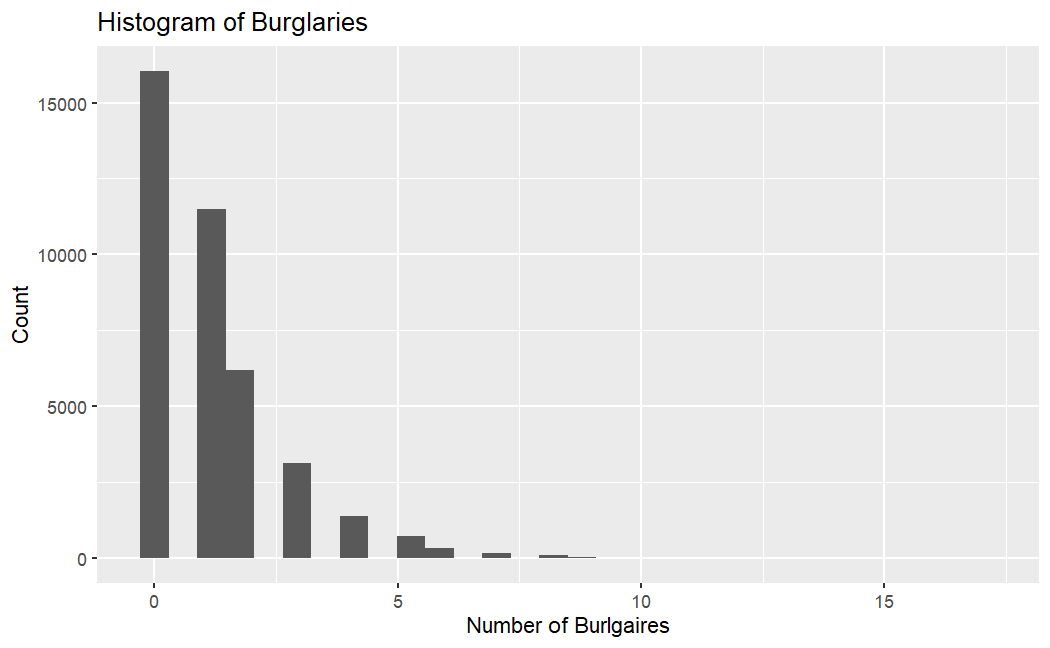 Histogram of Burglaries
15000
10000
5000
0
Count
0 5 10 15
Number of Burlgaires